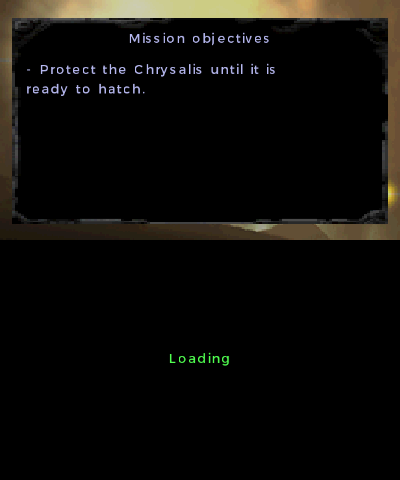 Mission objectives
- Protect the Chrysalis until it is
ready to hatch.
Loading